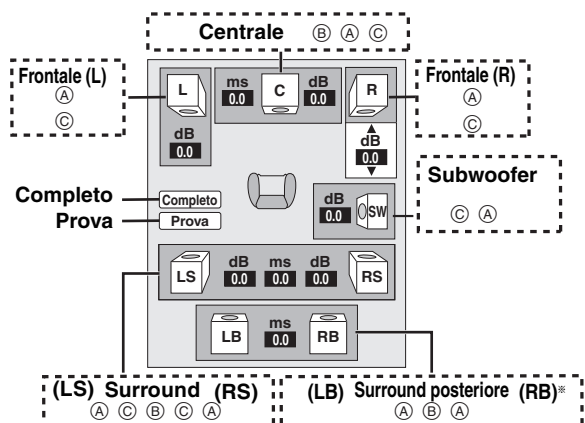 Centrale Ⓑ Ⓐ Ⓒ
Frontale (L)
Ⓐ
Ⓒ
Frontale (R)
Ⓐ
Ⓒ
L
ms
0.0
C
dB
0.0
R
dB
0.0
dB
0.0
Completo
Prova
Completo
Prova
Subwoofer
Ⓒ Ⓐ
dB
0.0
SW
LS
dB
0.0
ms
0.0
dB
0.0
RS
LB
ms
0.0
RB
(LS) Surround (RS)
Ⓐ Ⓒ Ⓑ Ⓒ Ⓐ
(LB) Surround posteriore (RB)※
Ⓐ Ⓑ Ⓐ